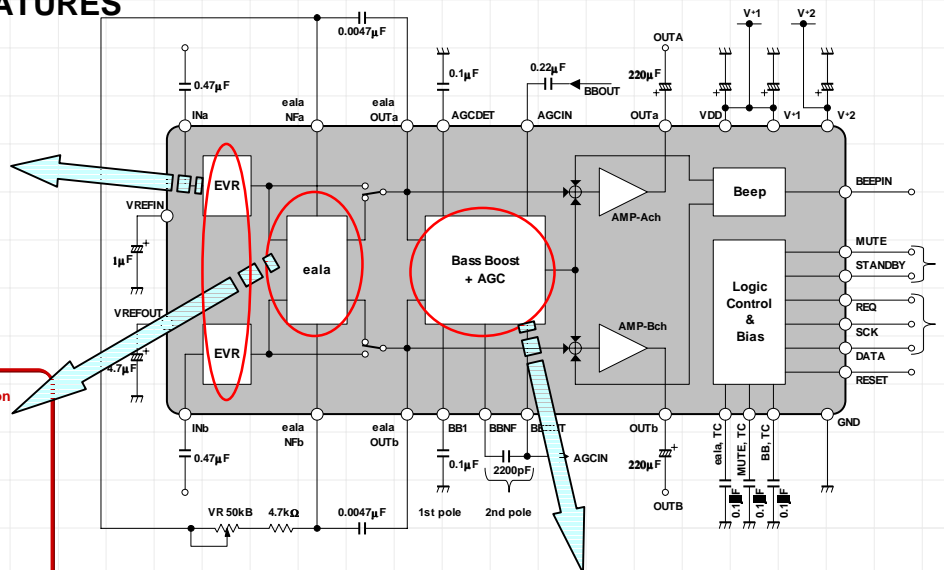 ATURES
V+1
V+2
0.0047µF
OUTA
0.47µF
0.1µF
0.22µF
BBOUT
220µF
INa
eala
NFa
eala
OUTa
AGCDET
AGCIN
OUTa
VDD
V+1
V+2
EVR
AMP-Ach
Beep
BEEPIN
VREFIN
1µF
eala
Bass Boost
+ AGC
Logic
Control
&
Bias
MUTE
STANDBY
REQ
SCK
DATA
RESET
VREFOUT
4.7µF
EVR
AMP-Bch
on
INb
eala
NFb
eala
OUTb
BB1
BBNF
OUTb
GND
0.47µF
0.1µF
2200pF
AGCIN
220µF
OUTB
eala, TC
MUTE, TC
BB, TC
0.1µF
0.1µF
0.1µF
VR 50kB
4.7kΩ
0.0047µF
1st pole
2nd pole